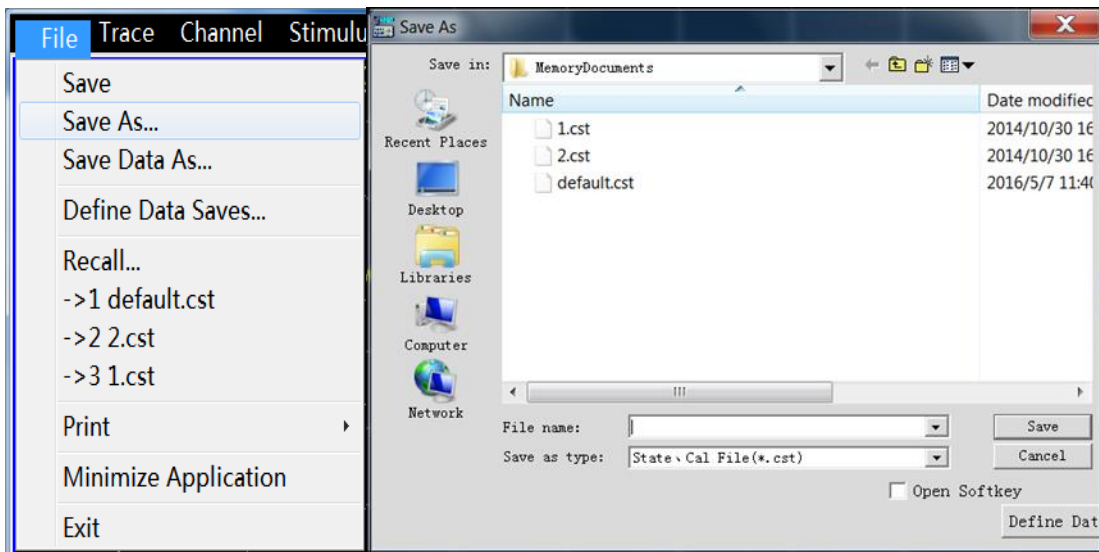 File Trace Channel Stimulu
Save
Save As...
Save Data As...
Define Data Saves...
Recall...
->1 default.cst
->2 2.cst
->3 1.cst
Print
Minimize Application
Exit
Save As
Save in: MemoryDocuments
Recent Places
Desktop
Libraries
Computer
Network
Name Date modified
1.cst 2014/10/30 16
2.cst 2014/10/30 16
default.cst 2016/5/7 11:40
File name: Save
Save as type: State、Cal File(*.cst) Cancel
Open Softkey
Define Dat